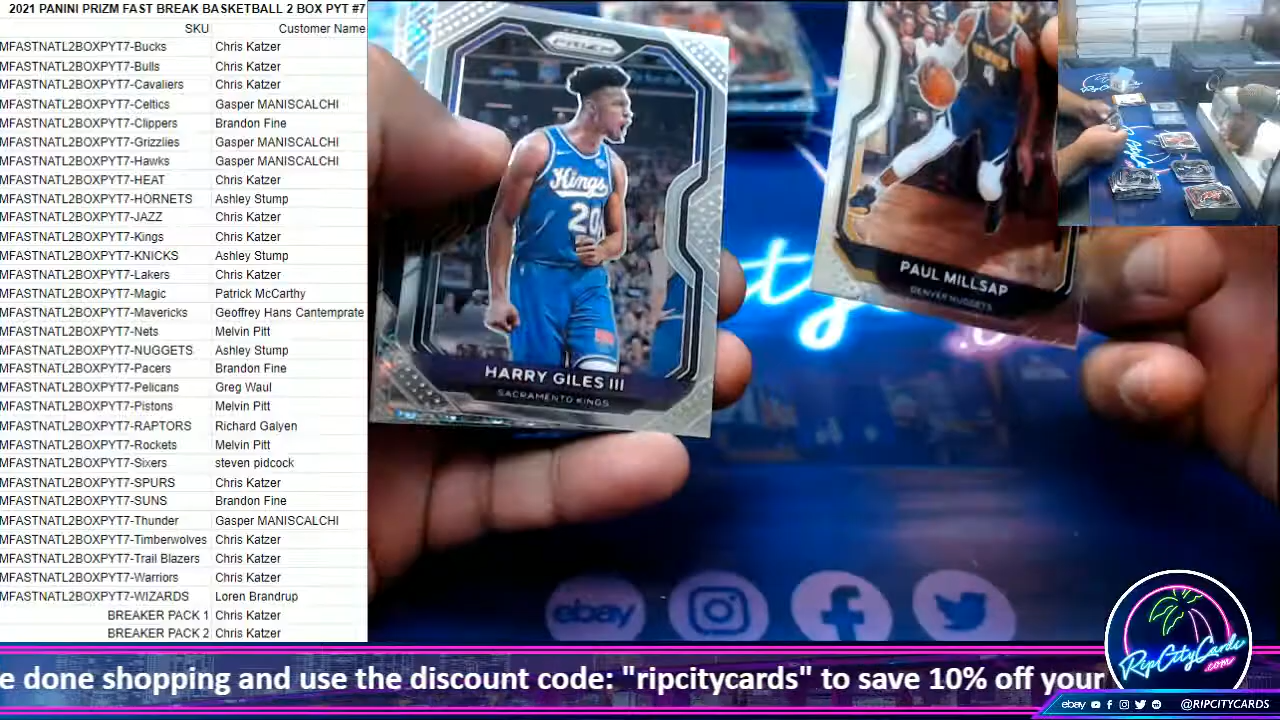 2021 PANINI PRIZM FAST BREAK BASKETBALL 2 BOX PYT #7
SKU Customer Name
MFASTNATL2BOXPYT7-Bucks Chris Katzer
MFASTNATL2BOXPYT7-Bulls Chris Katzer
MFASTNATL2BOXPYT7-Cavaliers Chris Katzer
MFASTNATL2BOXPYT7-Celtics Gasper MANISCALCHI
MFASTNATL2BOXPYT7-Clippers Brandon Fine
MFASTNATL2BOXPYT7-Grizzlies Gasper MANISCALCHI
MFASTNATL2BOXPYT7-Hawks Gasper MANISCALCHI
MFASTNATL2BOXPYT7-HEAT Chris Katzer
MFASTNATL2BOXPYT7-HORNETS Ashley Stump
MFASTNATL2BOXPYT7-JAZZ Chris Katzer
MFASTNATL2BOXPYT7-Kings Chris Katzer
MFASTNATL2BOXPYT7-KNICKS Ashley Stump
MFASTNATL2BOXPYT7-Lakers Chris Katzer
MFASTNATL2BOXPYT7-Magic Patrick McCarthy
MFASTNATL2BOXPYT7-Mavericks Geoffrey Hans Cantemprate
MFASTNATL2BOXPYT7-Nets Melvin Pitt
MFASTNATL2BOXPYT7-NUGGETS Ashley Stump
MFASTNATL2BOXPYT7-Pacers Brandon Fine
MFASTNATL2BOXPYT7-Pelicans Greg Waul
MFASTNATL2BOXPYT7-Pistons Melvin Pitt
MFASTNATL2BOXPYT7-RAPTORS Richard Galyen
MFASTNATL2BOXPYT7-Rockets Melvin Pitt
MFASTNATL2BOXPYT7-Sixers steven pidcock
MFASTNATL2BOXPYT7-SPURS Chris Katzer
MFASTNATL2BOXPYT7-SUNS Brandon Fine
MFASTNATL2BOXPYT7-Thunder Gasper MANISCALCHI
MFASTNATL2BOXPYT7-Timberwolves Chris Katzer
MFASTNATL2BOXPYT7-Trail Blazers Chris Katzer
MFASTNATL2BOXPYT7-Warriors Chris Katzer
MFASTNATL2BOXPYT7-WIZARDS Loren Brandrup
BREAKER PACK 1 Chris Katzer
BREAKER PACK 2 Chris Katzer
PRIZM
Kings
20
HARRY GILES III
SACRAMENTO KINGS
4
PAUL MILLSAP
DENVER NUGGETS
ebay
e done shopping and use the discount code: "ripcitycards" to save 10% off your
RipCityCards
.com
ebay @RIPCITYCARDS